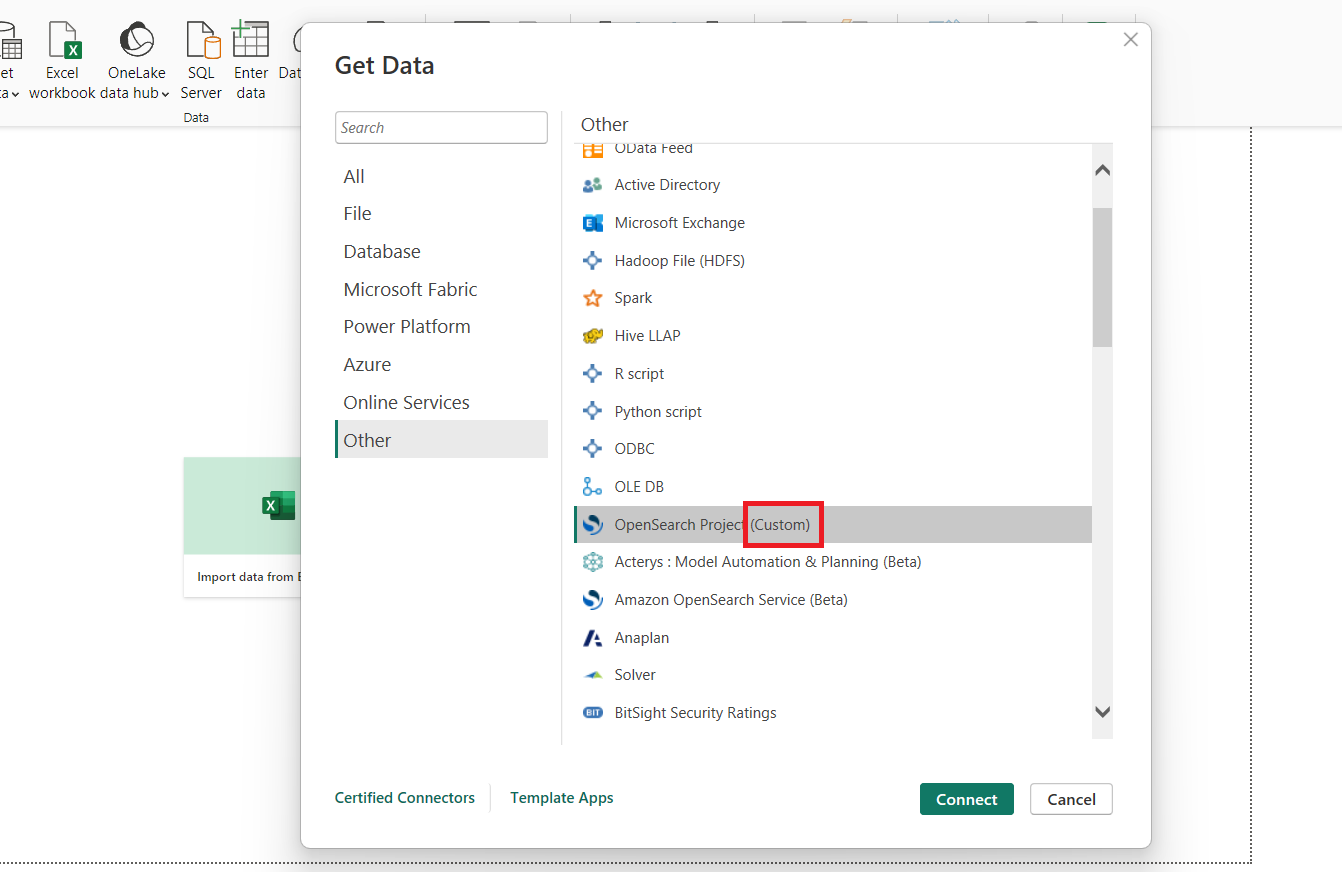 et
Excel
OneLake
SQL
Enter
Dat
a
workbook
data hub
Server
data
Data
Get Data
Search
All
File
Database
Microsoft Fabric
Power Platform
Azure
Online Services
Other
Other
OData Feed
Active Directory
E
Microsoft Exchange
Hadoop File (HDFS)
Spark
Hive LLAP
R script
Python script
ODBC
OLE DB
OpenSearch Project (Custom)
Acterys : Model Automation & Planning (Beta)
Amazon OpenSearch Service (Beta)
Anaplan
Solver
BIT
BitSight Security Ratings
X
X
Import data from E
Certified Connectors
Template Apps
Connect
Cancel